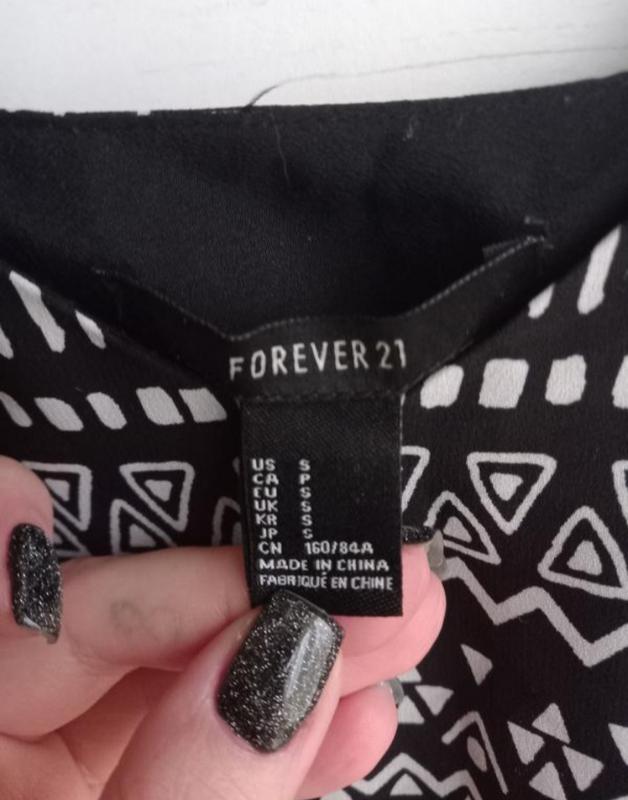 FOREVER 21
US S
CA P
EU S
UK S
KR S
JP S
CN 160/84A
MADE IN CHINA
FABRIQUÉ EN CHINE